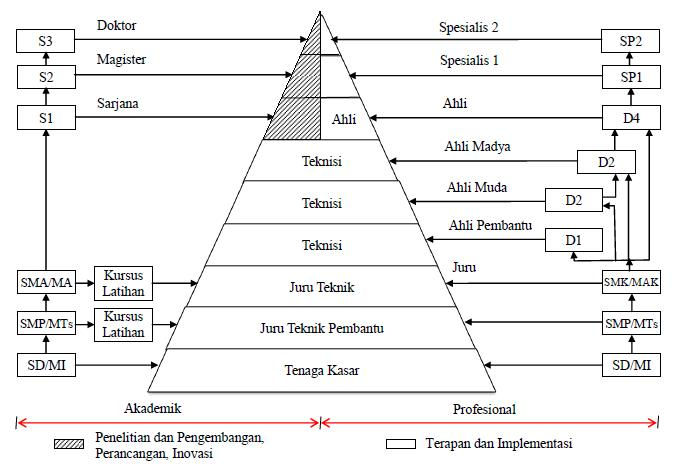 Doktor
Spesialis 2
S3
SP2
Magister
Spesialis 1
S2
SP1
Sarjana
Ahli
S1
Ahli
D4
Ahli Madya
Teknisi
D2
Ahli Muda
Teknisi
D2
Ahli Pembantu
Teknisi
D1
Juru
SMA/MA
Kursus
Latihan
Juru Teknik
SMK/MAK
SMP/MTs
Kursus
Latihan
Juru Teknik Pembantu
SMP/MTs
SD/MI
Tenaga Kasar
SD/MI
Akademik
Profesional
Penelitian dan Pengembangan,
Perancangan, Inovasi
Terapan dan Implementasi